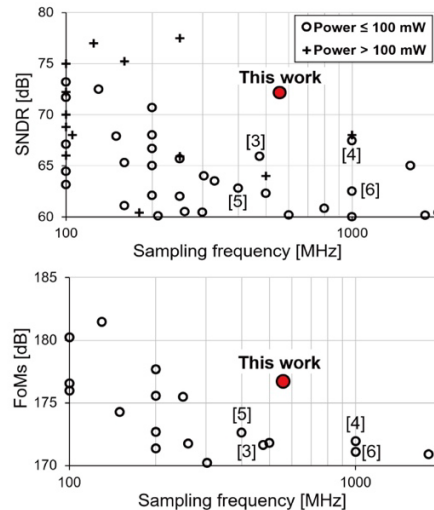 Power ≤ 100 mW
Power > 100 mW
80
75
70
65
60
SNDR [dB]
This work
[3]
[4]
[5]
[6]
100
1000
Sampling frequency [MHz]
185
180
175
170
FoMs [dB]
This work
[5]
[4]
[3]
[6]
100
1000
Sampling frequency [MHz]